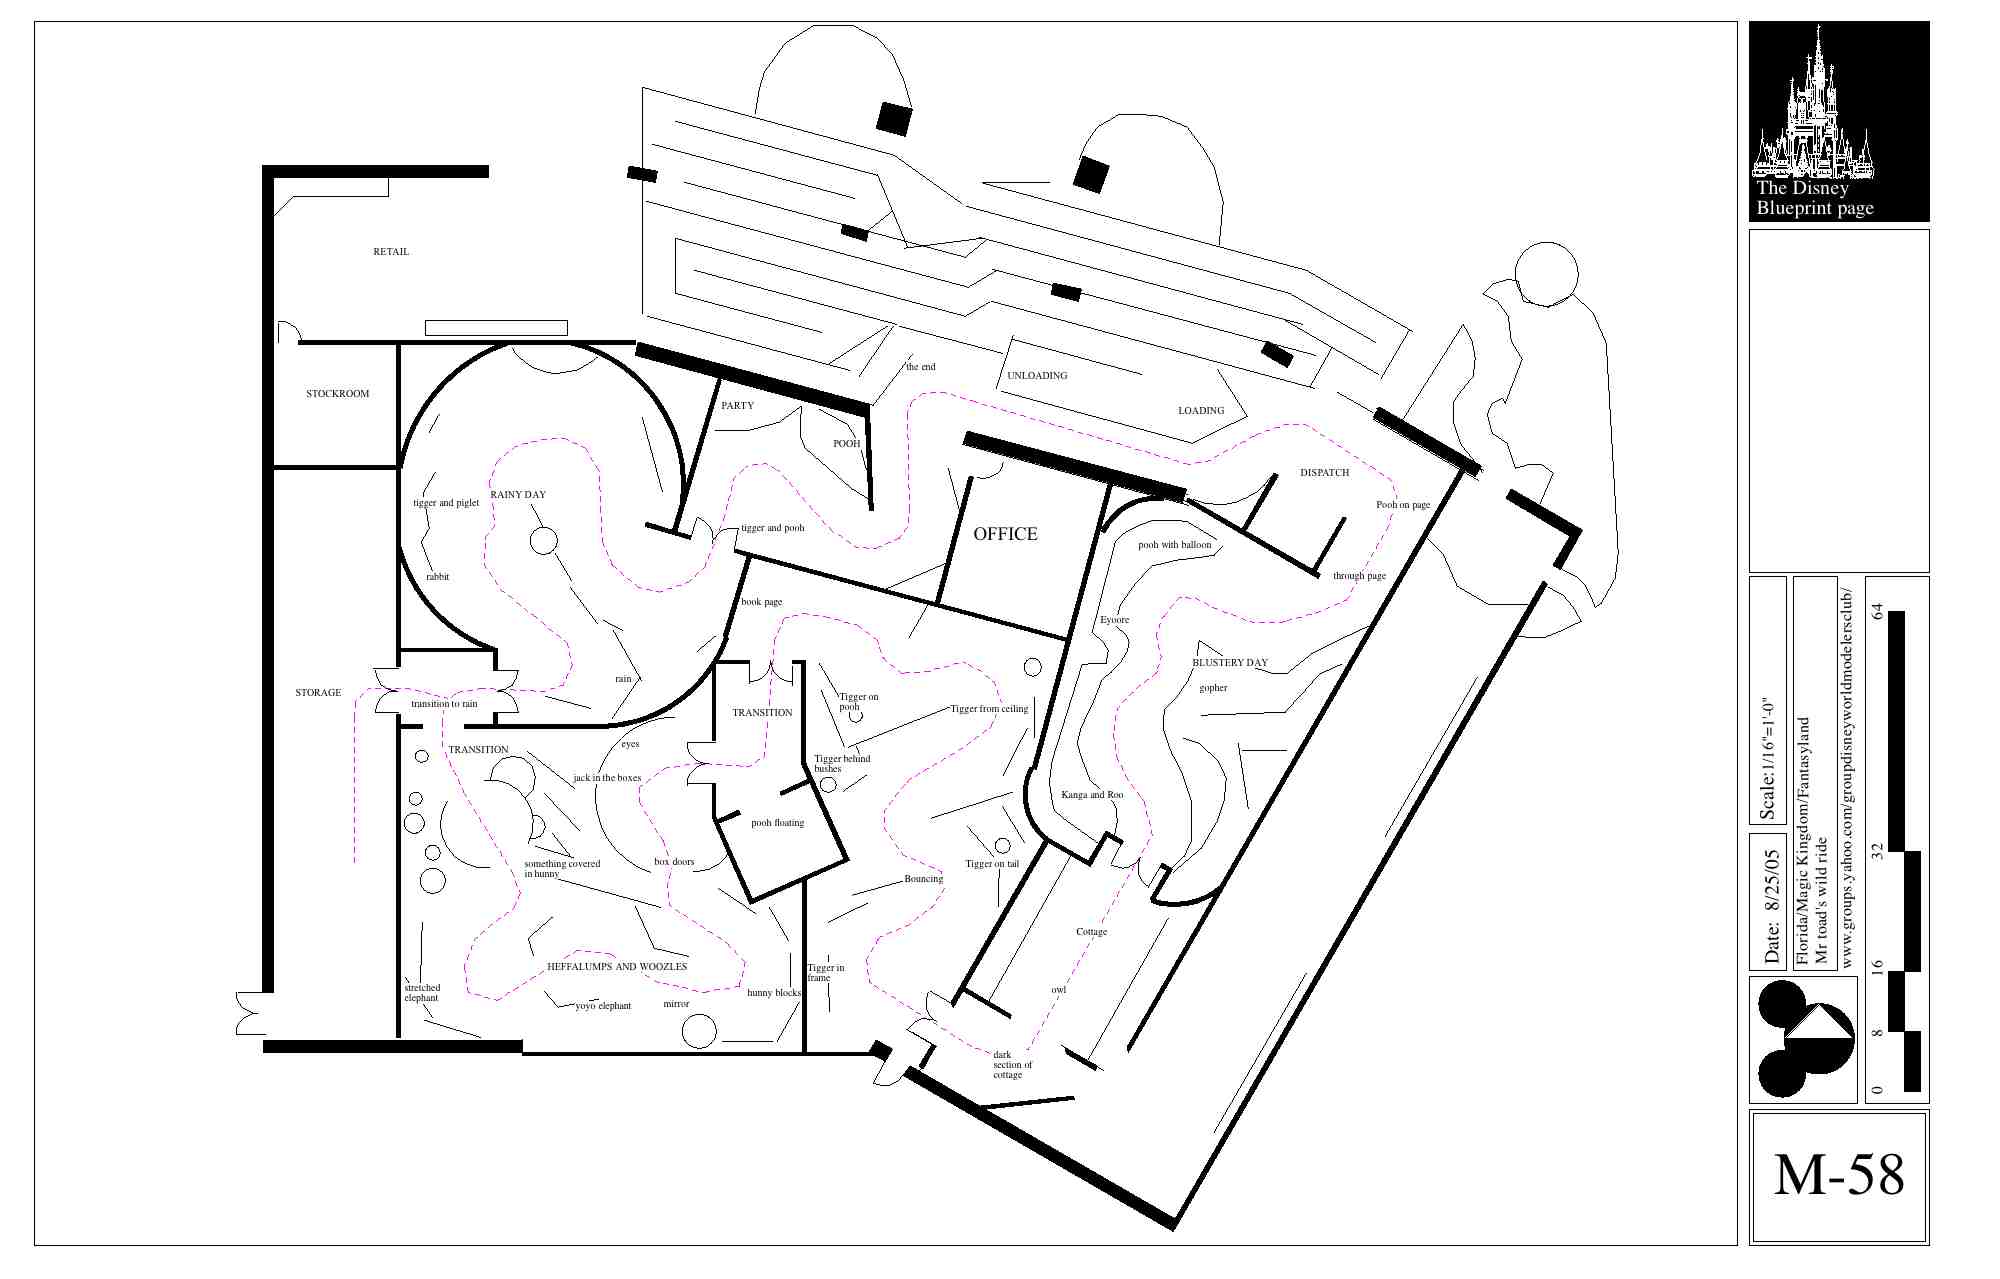 The Disney
Blueprint page
RETAIL
the end
UNLOADING
STOCKROOM
PARTY
LOADING
POOH
DISPATCH
RAINY DAY
tigger and piglet
Pooh on page
tigger and pooh
OFFICE
pooh with balloon
rabbit
through page
book page
Eyoore
BLUSTERY DAY
rain
gopher
STORAGE
transition to rain
Tigger on
pooh
TRANSITION
Tigger from ceiling
eyes
TRANSITION
Tigger behind
bushes
jack in the boxes
Kanga and Roo
pooh floating
something covered
in hunny
box doors
Tigger on tail
Bouncing
Cottage
HEFFALUMPS AND WOOZLES
Tigger in
frame
stretched
elephant
hunny blocks
owl
yoyo elephant
mirror
dark
section of
cottage
Scale:1/16"=1'-0"
Date: 8/25/05
Florida/Magic Kingdom/Fantasyland
Mr toad's wild ride
www.groups.yahoo.com/groupdisneyworldmodelersclub/
64
32
16
8
0
M-58